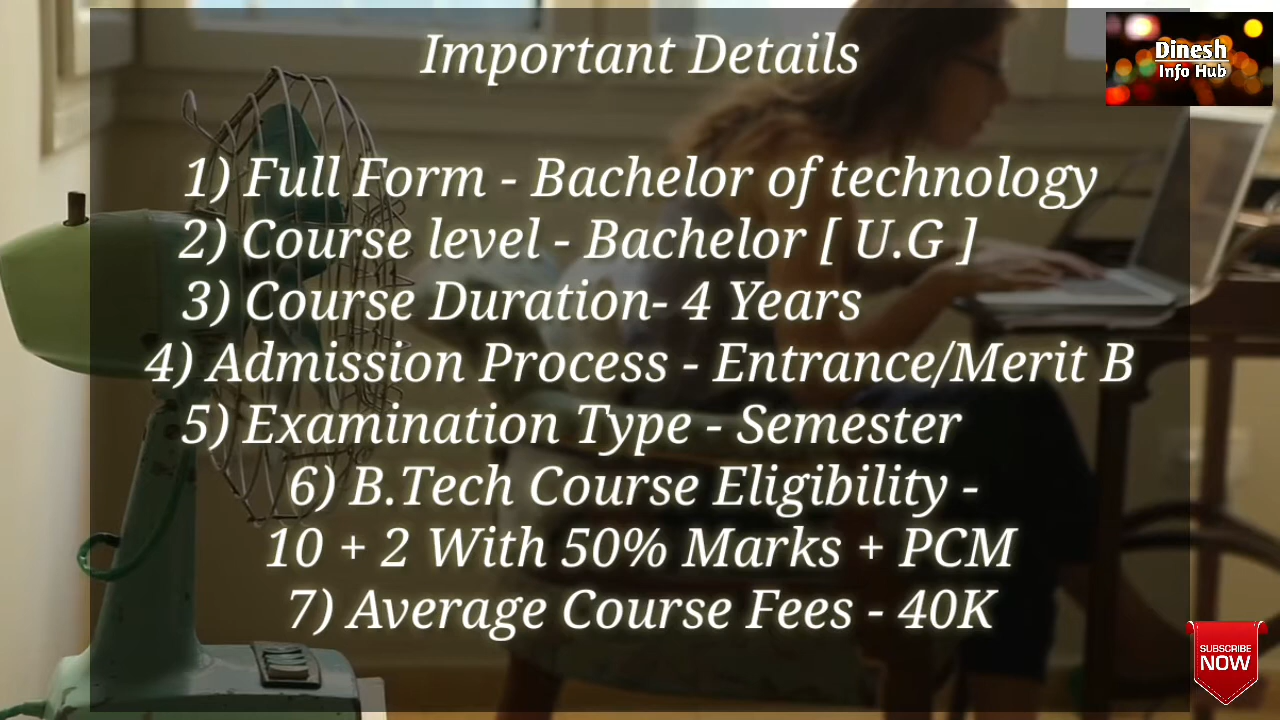 Important Details
Dinesh
Info Hub
1) Full Form - Bachelor of technology
2) Course level - Bachelor [ U.G ]
3) Course Duration- 4 Years
4) Admission Process - Entrance/Merit B
5) Examination Type - Semester
6) B.Tech Course Eligibility -
10 + 2 With 50% Marks + PCM
7) Average Course Fees - 40K
SUBSCRIBE
NOW